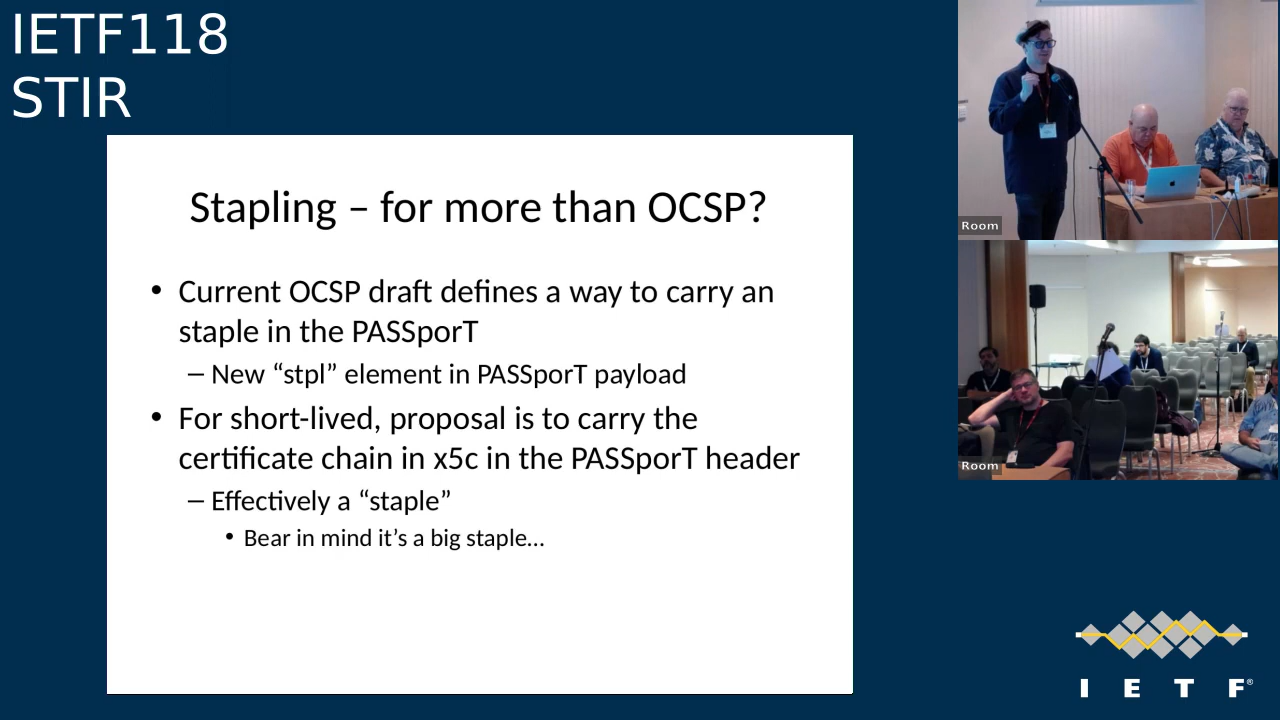 IETF118
STIR
Stapling – for more than OCSP?
• Current OCSP draft defines a way to carry an
staple in the PASSporT
– New “stpl” element in PASSporT payload
• For short-lived, proposal is to carry the
certificate chain in x5c in the PASSporT header
– Effectively a “staple”
• Bear in mind it’s a big staple…
Room
Room
I E T F®